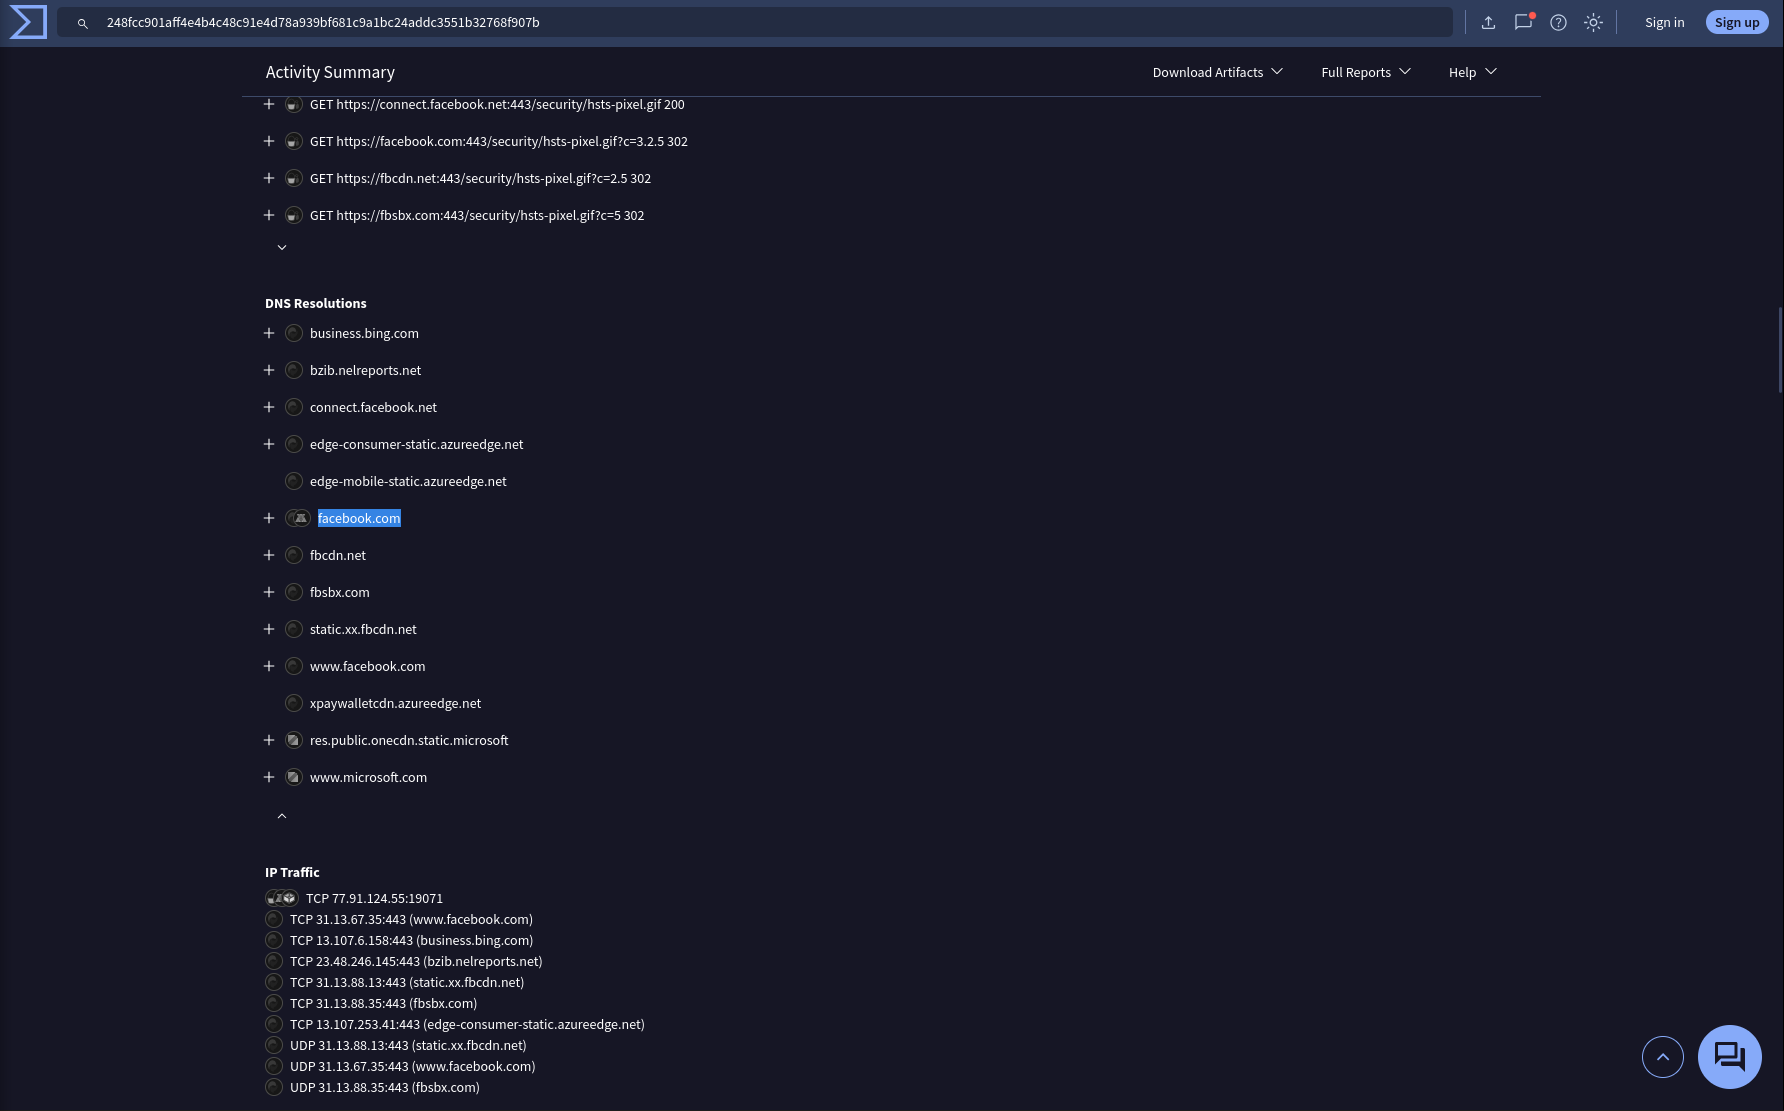 248fcc901aff4e4b4c48c91e4d78a939bf681c9a1bc24addc3551b32768f907b
Sign in
Sign up
Activity Summary
Download Artifacts
Full Reports
Help
GET https://connect.facebook.net:443/security/hsts-pixel.gif 200
GET https://facebook.com:443/security/hsts-pixel.gif?c=3.2.5 302
GET https://fbcdn.net:443/security/hsts-pixel.gif?c=2.5 302
GET https://fbsbx.com:443/security/hsts-pixel.gif?c=5 302
DNS Resolutions
business.bing.com
bzib.nelreports.net
connect.facebook.net
edge-consumer-static.azureedge.net
edge-mobile-static.azureedge.net
facebook.com
fbcdn.net
fbsbx.com
static.xx.fbcdn.net
www.facebook.com
xpaywalletcdn.azureedge.net
res.public.onecdn.static.microsoft
www.microsoft.com
IP Traffic
TCP 77.91.124.55:19071
TCP 31.13.67.35:443 (www.facebook.com)
TCP 13.107.6.158:443 (business.bing.com)
TCP 23.48.246.145:443 (bzib.nelreports.net)
TCP 31.13.88.13:443 (static.xx.fbcdn.net)
TCP 31.13.88.35:443 (fbsbx.com)
TCP 13.107.253.41:443 (edge-consumer-static.azureedge.net)
UDP 31.13.88.13:443 (static.xx.fbcdn.net)
UDP 31.13.67.35:443 (www.facebook.com)
UDP 31.13.88.35:443 (fbsbx.com)